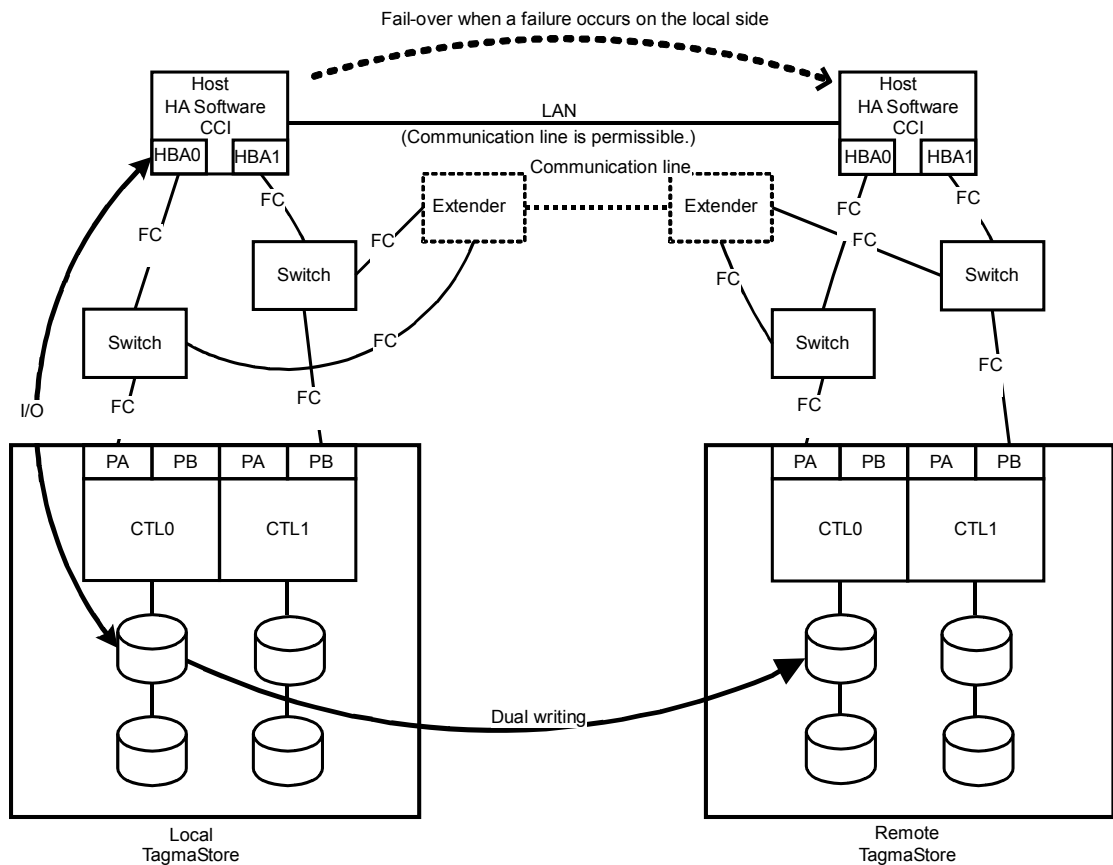 Fail-over when a failure occurs on the local side
Host
HA Software
CCI
HBA0
HBA1
LAN
(Communication line is permissible.)
Communication line
Host
HA Software
CCI
HBA0
HBA1
FC
FC
Extender
Extender
FC
FC
FC
FC
Switch
Switch
FC
Switch
FC
Switch
FC
FC
I/O
FC
FC
PA
PB
PA
PB
CTL0
CTL1
PA
PB
PA
PB
CTL0
CTL1
Dual writing
Local
TagmaStore
Remote
TagmaStore